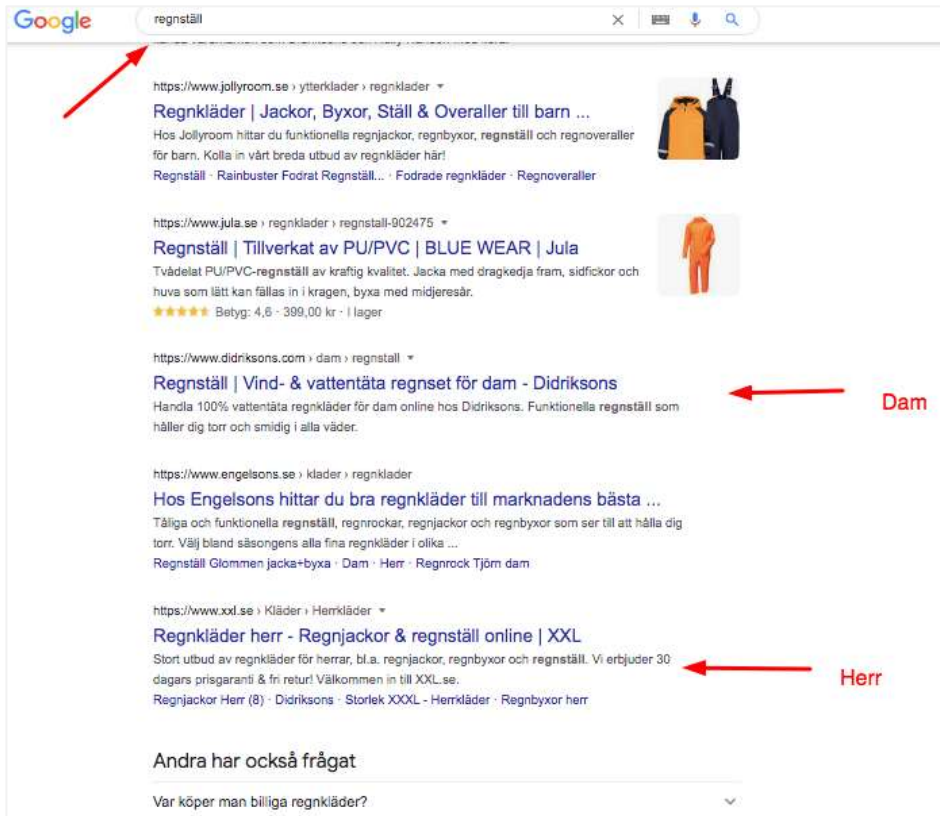 Google
regnställ
https://www.jollyroom.se › ytterklader › regnklader
Regnkläder | Jackor, Byxor, Ställ & Overaller till barn ...
Hos Jollyroom hittar du funktionella regnjackor, regnbyxor, regnställ och regnoveraller
för barn. Kolla in vårt breda utbud av regnkläder här!
Regnställ · Rainbuster Fodrat Regnställ... · Fodrade regnkläder · Regnoveraller
https://www.jula.se › regnklader › regnstall-902475
Regnställ | Tillverkat av PU/PVC | BLUE WEAR | Jula
Tvådelat PU/PVC-regnställ av kraftig kvalitet. Jacka med dragkedja fram, sidfickor och
huva som lätt kan fällas in i kragen, byxa med midjeresår.
Betyg: 4,6 · 399,00 kr · I lager
https://www.didriksons.com › dam › regnstall
Regnställ | Vind- & vattentäta regnset för dam - Didriksons
Handla 100% vattentäta regnkläder för dam online hos Didriksons. Funktionella regnställ som
håller dig torr och smidig i alla väder.
Dam
https://www.engelsons.se › klader › regnklader
Hos Engelsons hittar du bra regnkläder till marknadens bästa ...
Tåliga och funktionella regnställ, regnrockar, regnjackor och regnbyxor som ser till att hålla dig
torr. Välj bland säsongens alla fina regnkläder i olika ...
Regnställ Glommen jacka+byxa · Dam · Herr · Regnrock Tjörn dam
https://www.xxl.se › Kläder › Herrkläder
Regnkläder herr - Regnjackor & regnställ online | XXL
Stort utbud av regnkläder för herrar, bl.a. regnjackor, regnbyxor och regnställ. Vi erbjuder 30
dagars prisgaranti & fri retur! Välkommen in till XXL.se.
Regnjackor Herr (8) · Didriksons · Storlek XXXL - Herrkläder · Regnbyxor herr
Herr
Andra har också frågat
Var köper man billiga regnkläder?